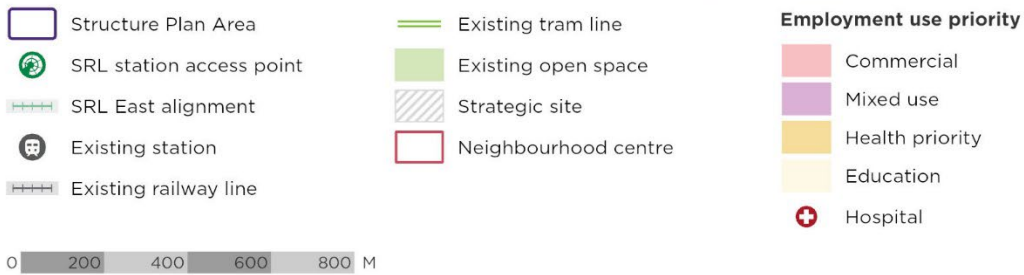 Structure Plan Area
SRL station access point
SRL East alignment
Existing station
Existing railway line
Existing tram line
Existing open space
Strategic site
Neighbourhood centre
Employment use priority
Commercial
Mixed use
Health priority
Education
Hospital
0 200 400 600 800 M